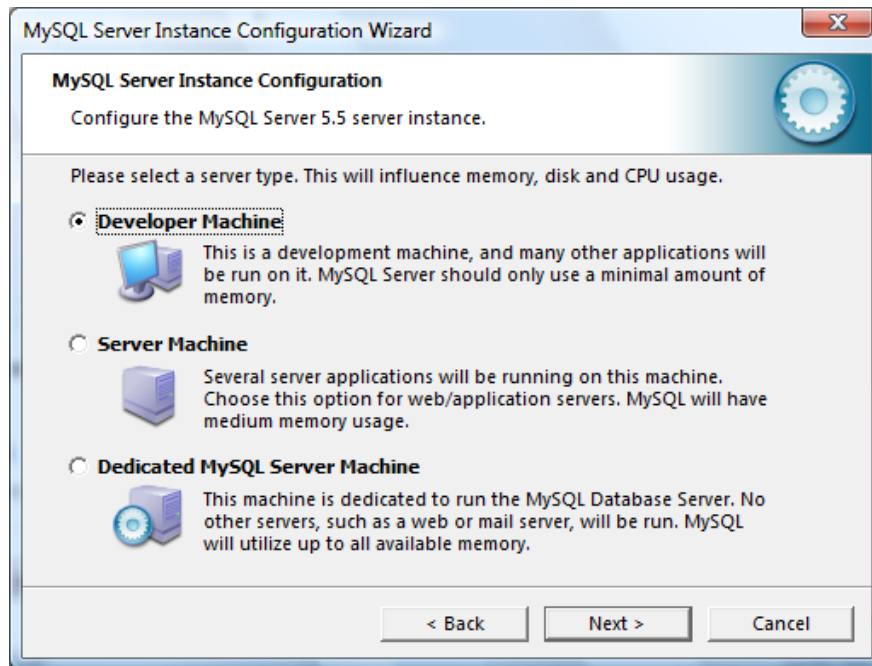 MySQL Server Instance Configuration Wizard
MySQL Server Instance Configuration
Configure the MySQL Server 5.5 server instance.
Please select a server type. This will influence memory, disk and CPU usage.
Developer Machine
This is a development machine, and many other applications will
be run on it. MySQL Server should only use a minimal amount of
memory.
Server Machine
Several server applications will be running on this machine.
Choose this option for web/application servers. MySQL will have
medium memory usage.
Dedicated MySQL Server Machine
This machine is dedicated to run the MySQL Database Server. No
other servers, such as a web or mail server, will be run. MySQL
will utilize up to all available memory.
< Back Next > Cancel